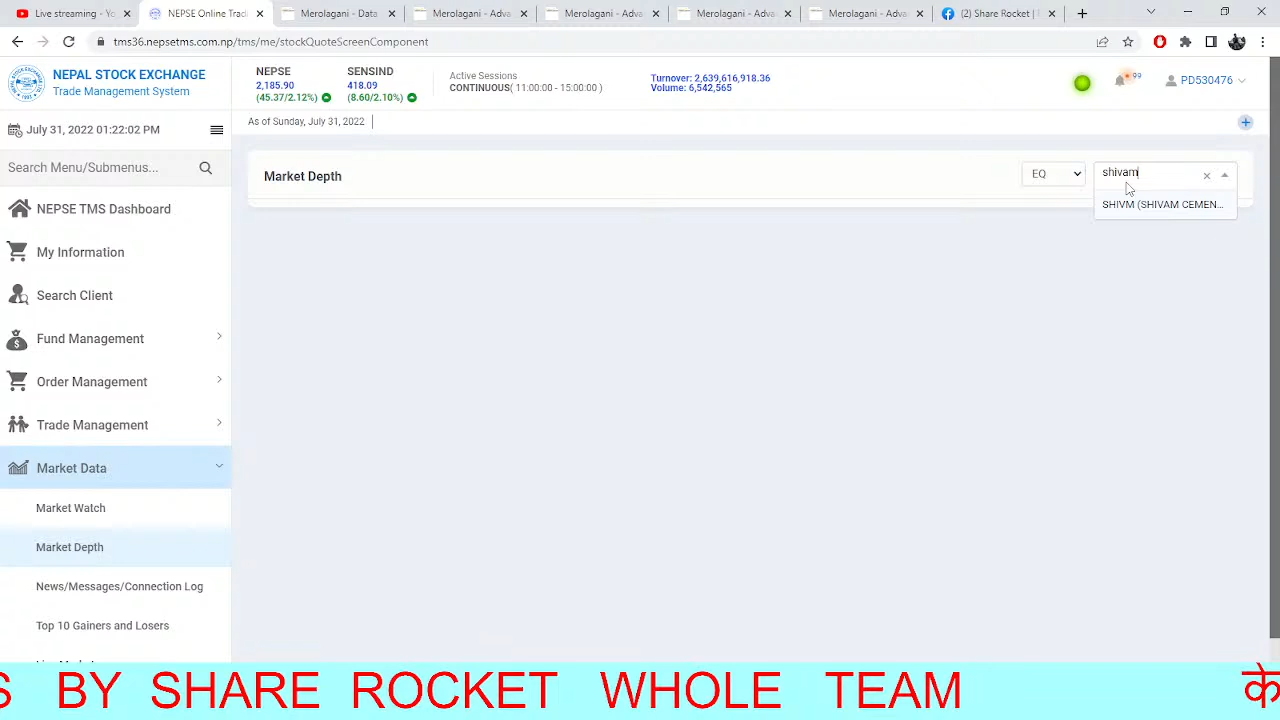 Live streaming - Yo
NEPSE Online Tradi
Merolagani - Data
Merolagani - Adva
Merolagani - Adva
Merolagani - Adva
Merolagani - Adva
(2) Share Rocket |
tms36.nepsetms.com.np/tms/me/stockQuoteScreenComponent
NEPAL STOCK EXCHANGE
Trade Management System
NEPSE
2,185.90
(45.37/2.12%)
SENSIND
418.09
(8.60/2.10%)
Active Sessions
CONTINUOUS( 11:00:00 - 15:00:00 )
Turnover: 2,639,616,918.36
Volume: 6,542,565
99
PD530476
July 31, 2022 01:22:02 PM
As of Sunday, July 31, 2022
Search Menu/Submenus...
Market Depth
EQ
shivam
SHIVM (SHIVAM CEMEN...
NEPSE TMS Dashboard
My Information
Search Client
Fund Management
Order Management
Trade Management
Market Data
Market Watch
Market Depth
News/Messages/Connection Log
Top 10 Gainers and Losers
S BY SHARE ROCKET WHOLE TEAM
के